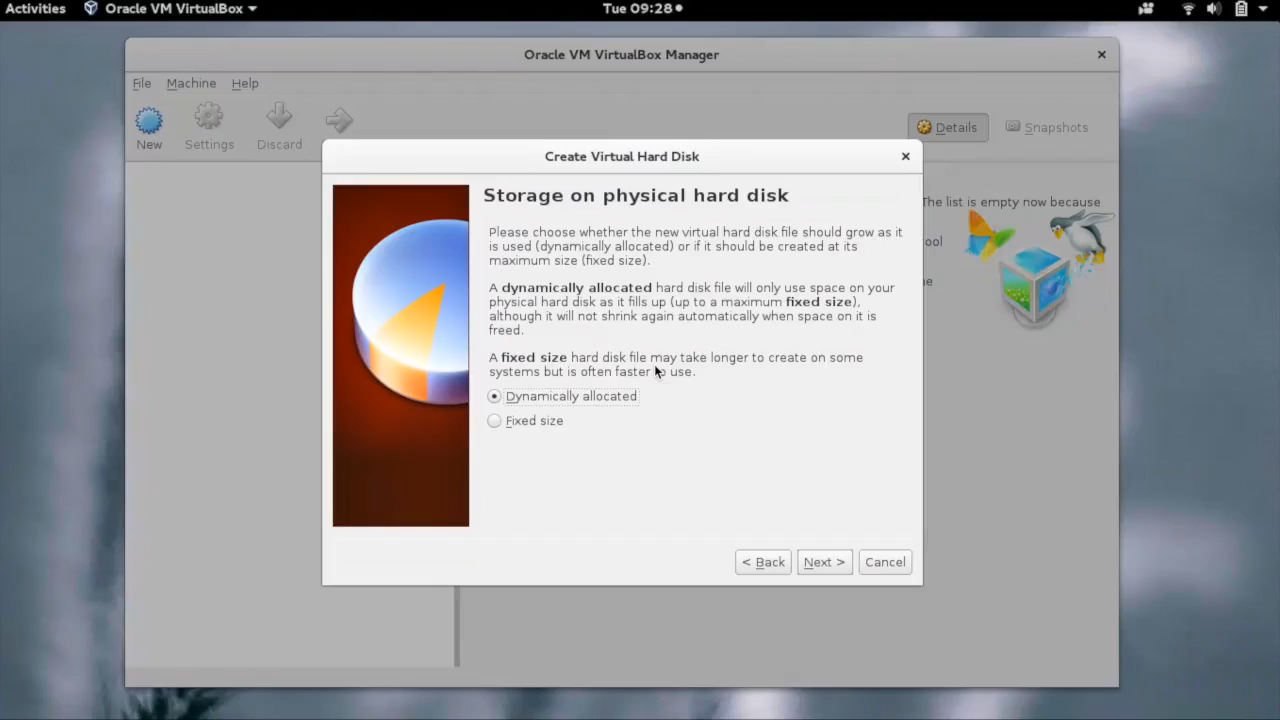 Activities Oracle VM VirtualBox Tue 09:28
Oracle VM VirtualBox Manager
File Machine Help
New Settings Discard
Details Snapshots
Create Virtual Hard Disk
Storage on physical hard disk
The list is empty now because
Please choose whether the new virtual hard disk file should grow as it
is used (dynamically allocated) or if it should be created at its
maximum size (fixed size).
A dynamically allocated hard disk file will only use space on your
physical hard disk as it fills up (up to a maximum fixed size),
although it will not shrink again automatically when space on it is
freed.
A fixed size hard disk file may take longer to create on some
systems but is often faster to use.
Dynamically allocated
Fixed size
< Back Next > Cancel